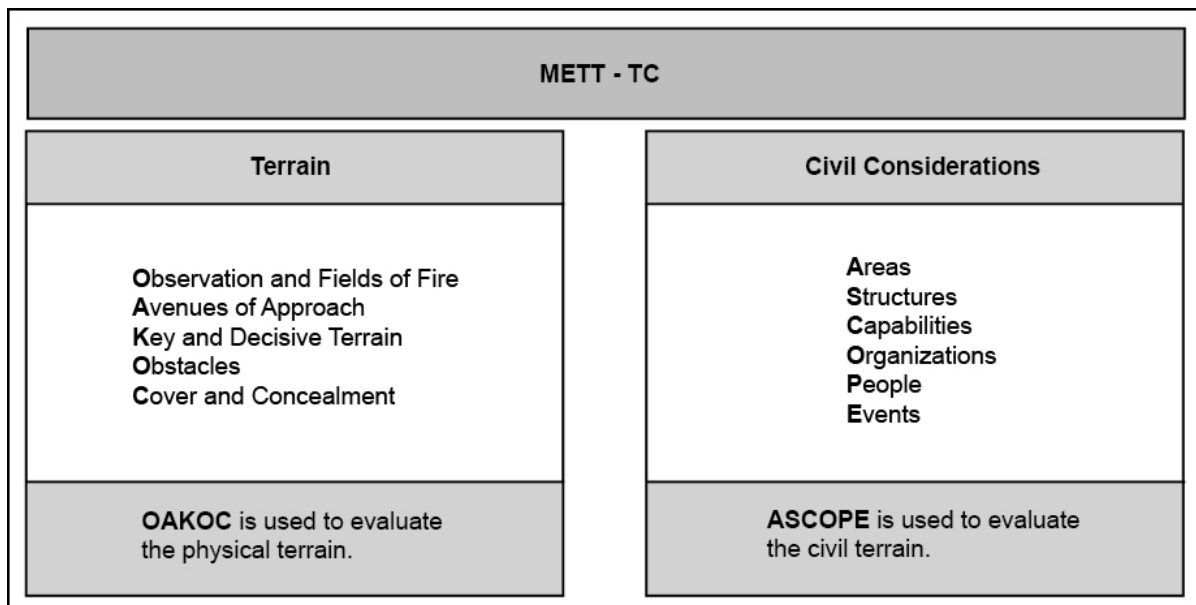 METT - TC
Terrain
Observation and Fields of Fire
Avenues of Approach
Key and Decisive Terrain
Obstacles
Cover and Concealment
OAKOC is used to evaluate
the physical terrain.
Civil Considerations
Areas
Structures
Capabilities
Organizations
People
Events
ASCOPE is used to evaluate
the civil terrain.